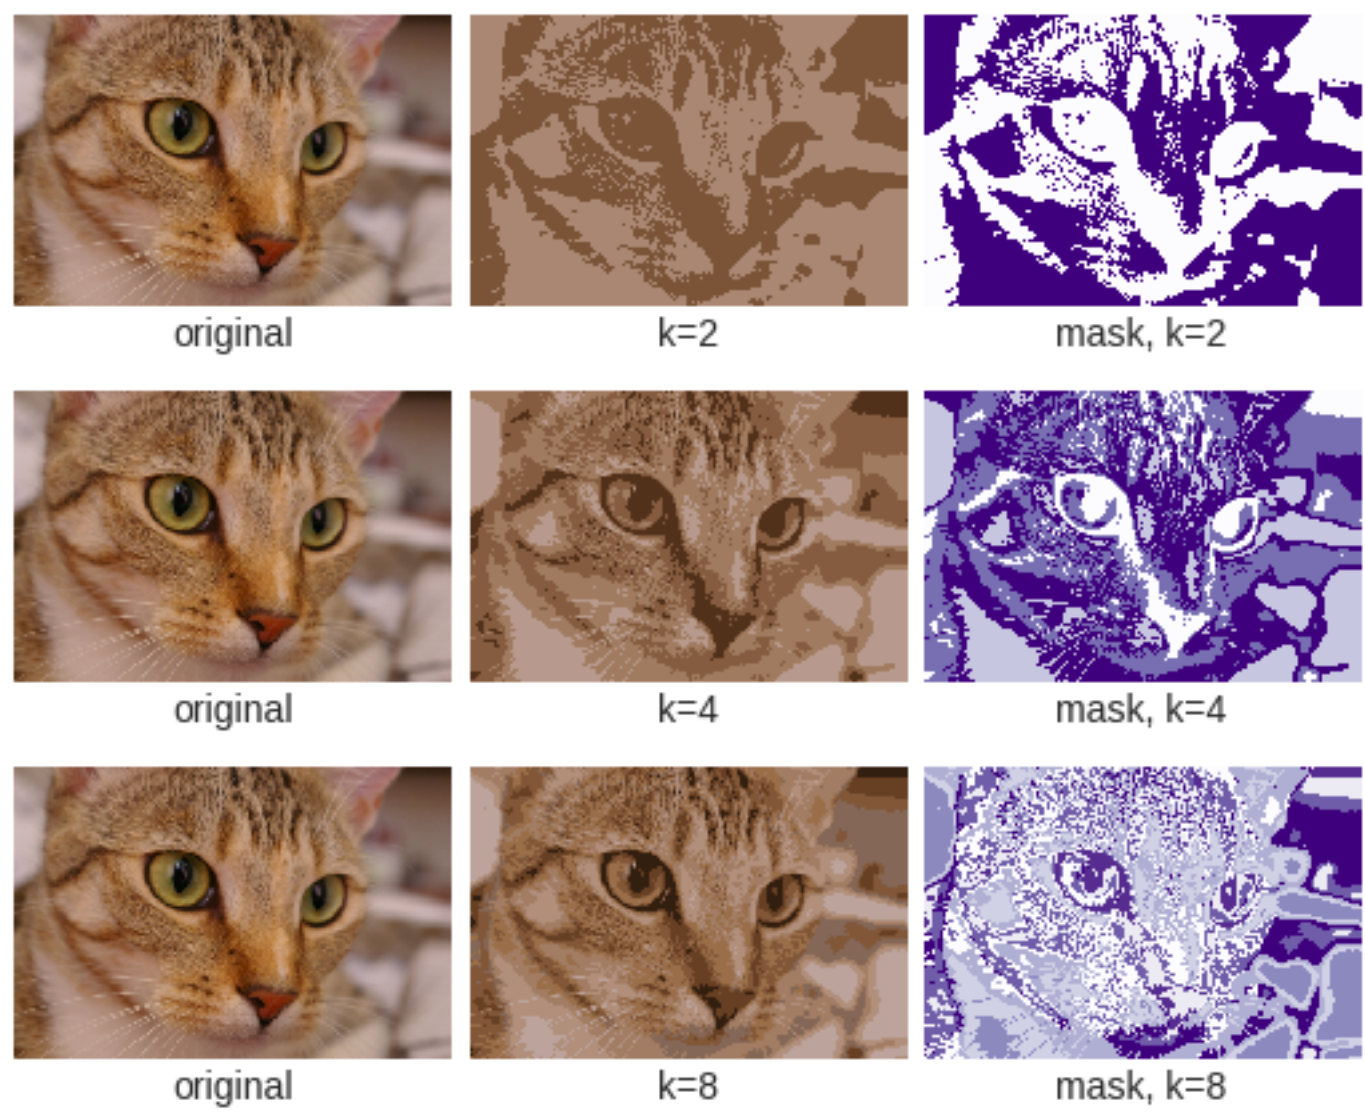 original k=2 mask, k=2
original k=4 mask, k=4
original k=8 mask, k=8